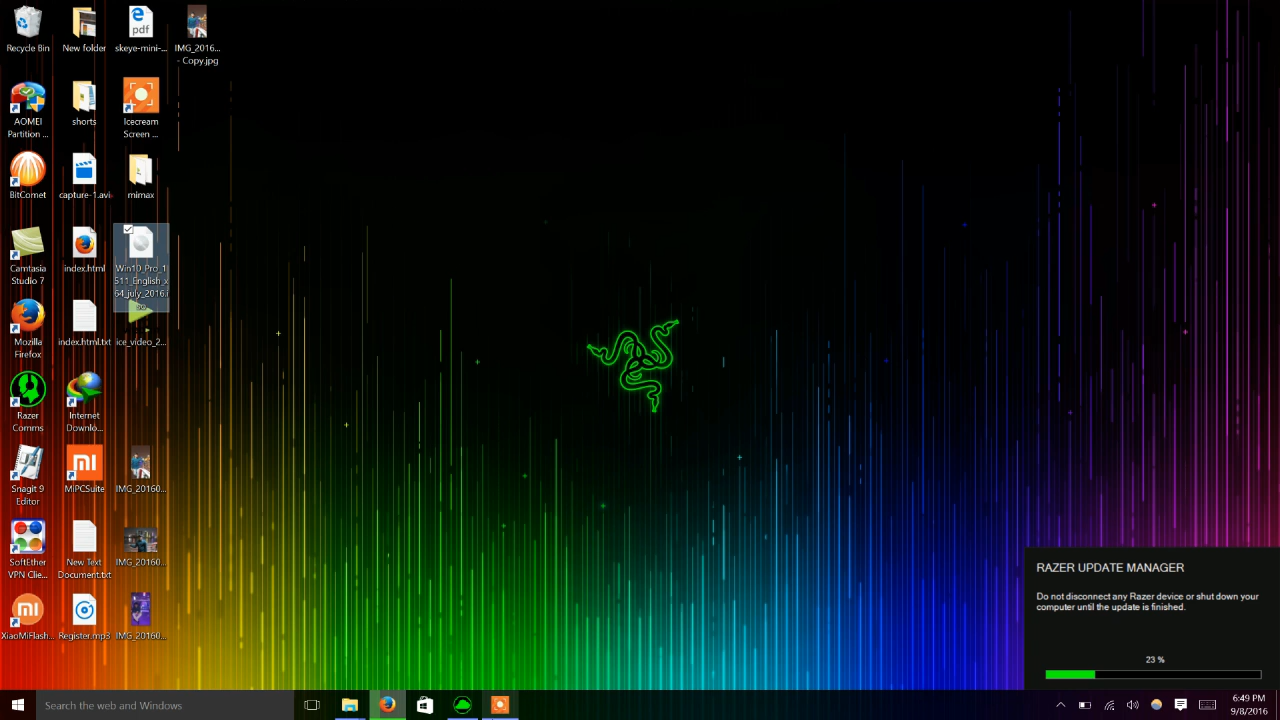 Recycle Bin
New folder
skeye-mini-...
IMG_2016...
- Copy.jpg
AOMEI
Partition ...
shorts
Icecream
Screen ...
BitComet
capture-1.avi
mimax
Camtasia
Studio 7
index.html
Win10_Pro_1
511_English_x
64_july_2016.i
so
Mozilla
Firefox
index.html.txt
ice_video_2...
Razer
Comms
Internet
Downlo...
Snagit 9
Editor
MiPCSuite
IMG_20160...
SoftEther
VPN Clie...
New Text
Document.txt
IMG_20160...
XiaoMiFlash...
Register.mp3
IMG_20160...
pdf
RAZER UPDATE MANAGER
Do not disconnect any Razer device or shut down your
computer until the update is finished.
23 %
Search the web and Windows
6:49 PM
9/8/2016